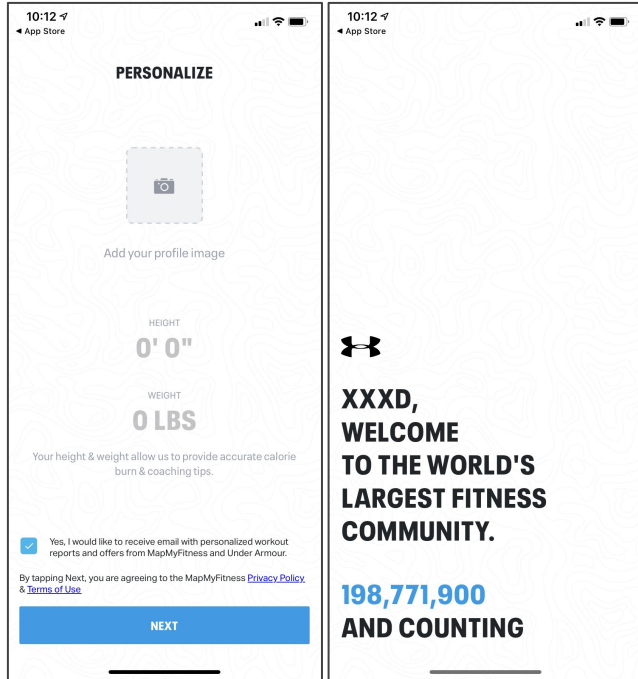 10:12
◀ App Store
PERSONALIZE
Add your profile image
HEIGHT
0' 0"
WEIGHT
0 LBS
Your height & weight allow us to provide accurate calorie
burn & coaching tips.
Yes, I would like to receive email with personalized workout
reports and offers from MapMyFitness and Under Armour.
By tapping Next, you are agreeing to the MapMyFitness Privacy Policy
& Terms of Use
NEXT
10:12
◀ App Store
XXXD,
WELCOME
TO THE WORLD'S
LARGEST FITNESS
COMMUNITY.
198,771,900
AND COUNTING